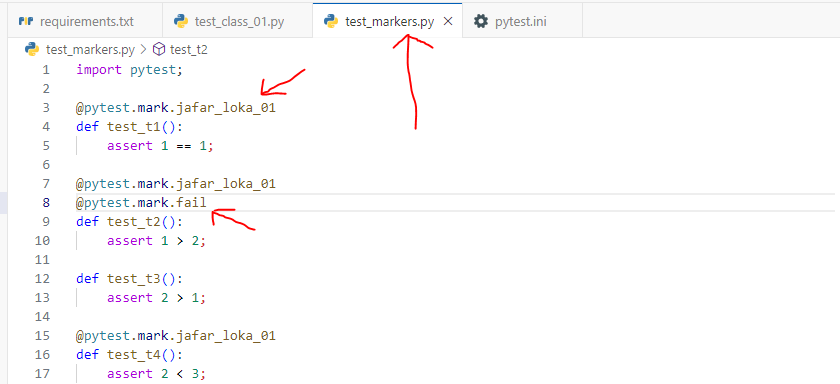 requirements.txt
test_class_01.py
test_markers.py
pytest.ini
test_markers.py > test_t2
1 import pytest;
2
3 @pytest.mark.jafar_loka_01
4 def test_t1():
5     assert 1 == 1;
6
7 @pytest.mark.jafar_loka_01
8 @pytest.mark.fail
9 def test_t2():
10     assert 1 > 2;
11
12 def test_t3():
13     assert 2 > 1;
14
15 @pytest.mark.jafar_loka_01
16 def test_t4():
17     assert 2 < 3;